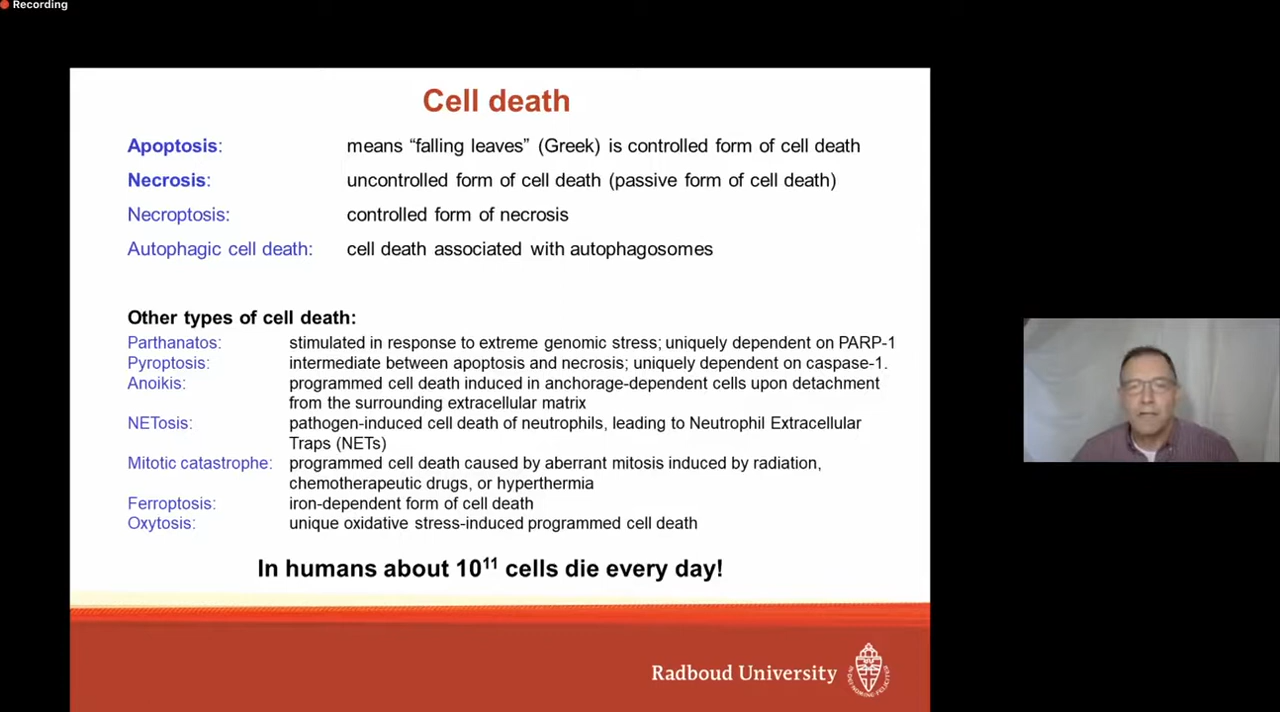 Recording
Cell death
Apoptosis: means “falling leaves” (Greek) is controlled form of cell death
Necrosis: uncontrolled form of cell death (passive form of cell death)
Necroptosis: controlled form of necrosis
Autophagic cell death: cell death associated with autophagosomes
Other types of cell death:
Parthanatos: stimulated in response to extreme genomic stress; uniquely dependent on PARP-1
Pyroptosis: intermediate between apoptosis and necrosis; uniquely dependent on caspase-1.
Anoikis: programmed cell death induced in anchorage-dependent cells upon detachment
from the surrounding extracellular matrix
NETosis: pathogen-induced cell death of neutrophils, leading to Neutrophil Extracellular
Traps (NETs)
Mitotic catastrophe: programmed cell death caused by aberrant mitosis induced by radiation,
chemotherapeutic drugs, or hyperthermia
Ferroptosis: iron-dependent form of cell death
Oxytosis: unique oxidative stress-induced programmed cell death
In humans about 10¹¹ cells die every day!
Radboud University